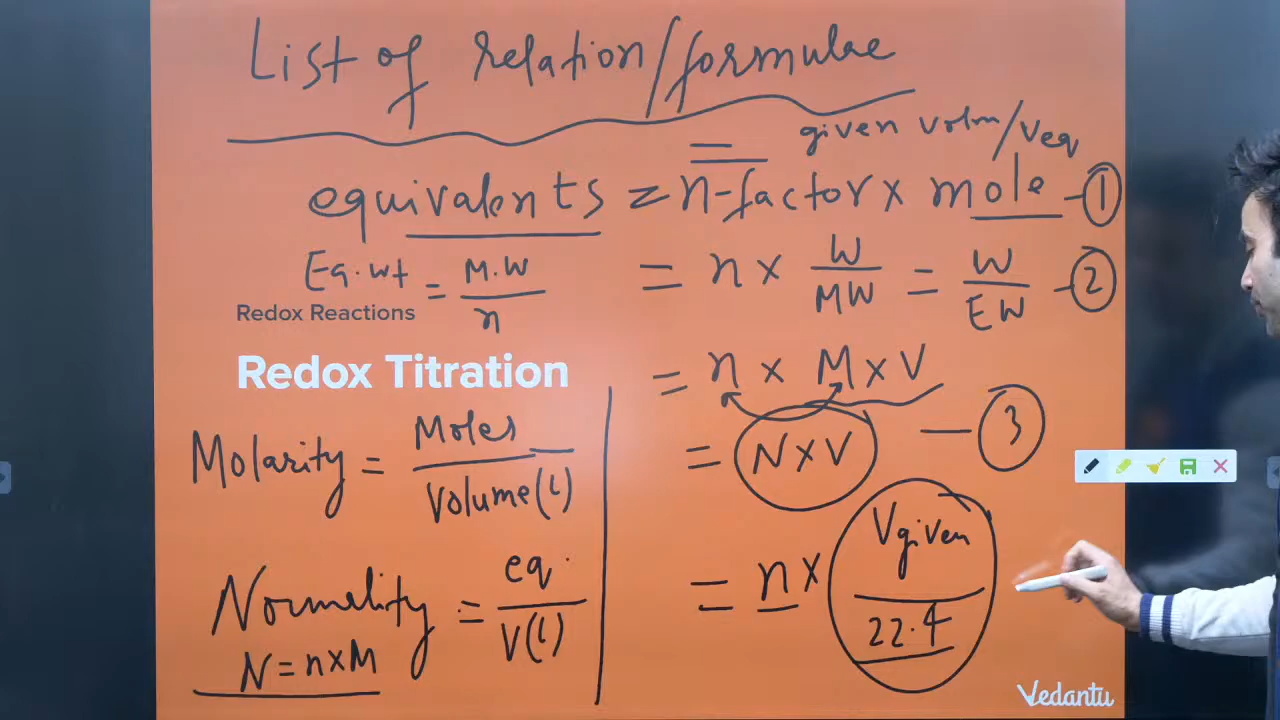 List of relation/formulae
given volm/Veq
equivalents = n-factor x mole - 1
Eq. wt = M.W / n
= n x W / MW = W / EW - 2
Redox Reactions
Redox Titration
= n x M x V
Molarity = Moles / Volume(l)
= N x V - 3
Normality = eq. / V(l)
= n x Vgiven / 22.4
N = n x M
Vedantu